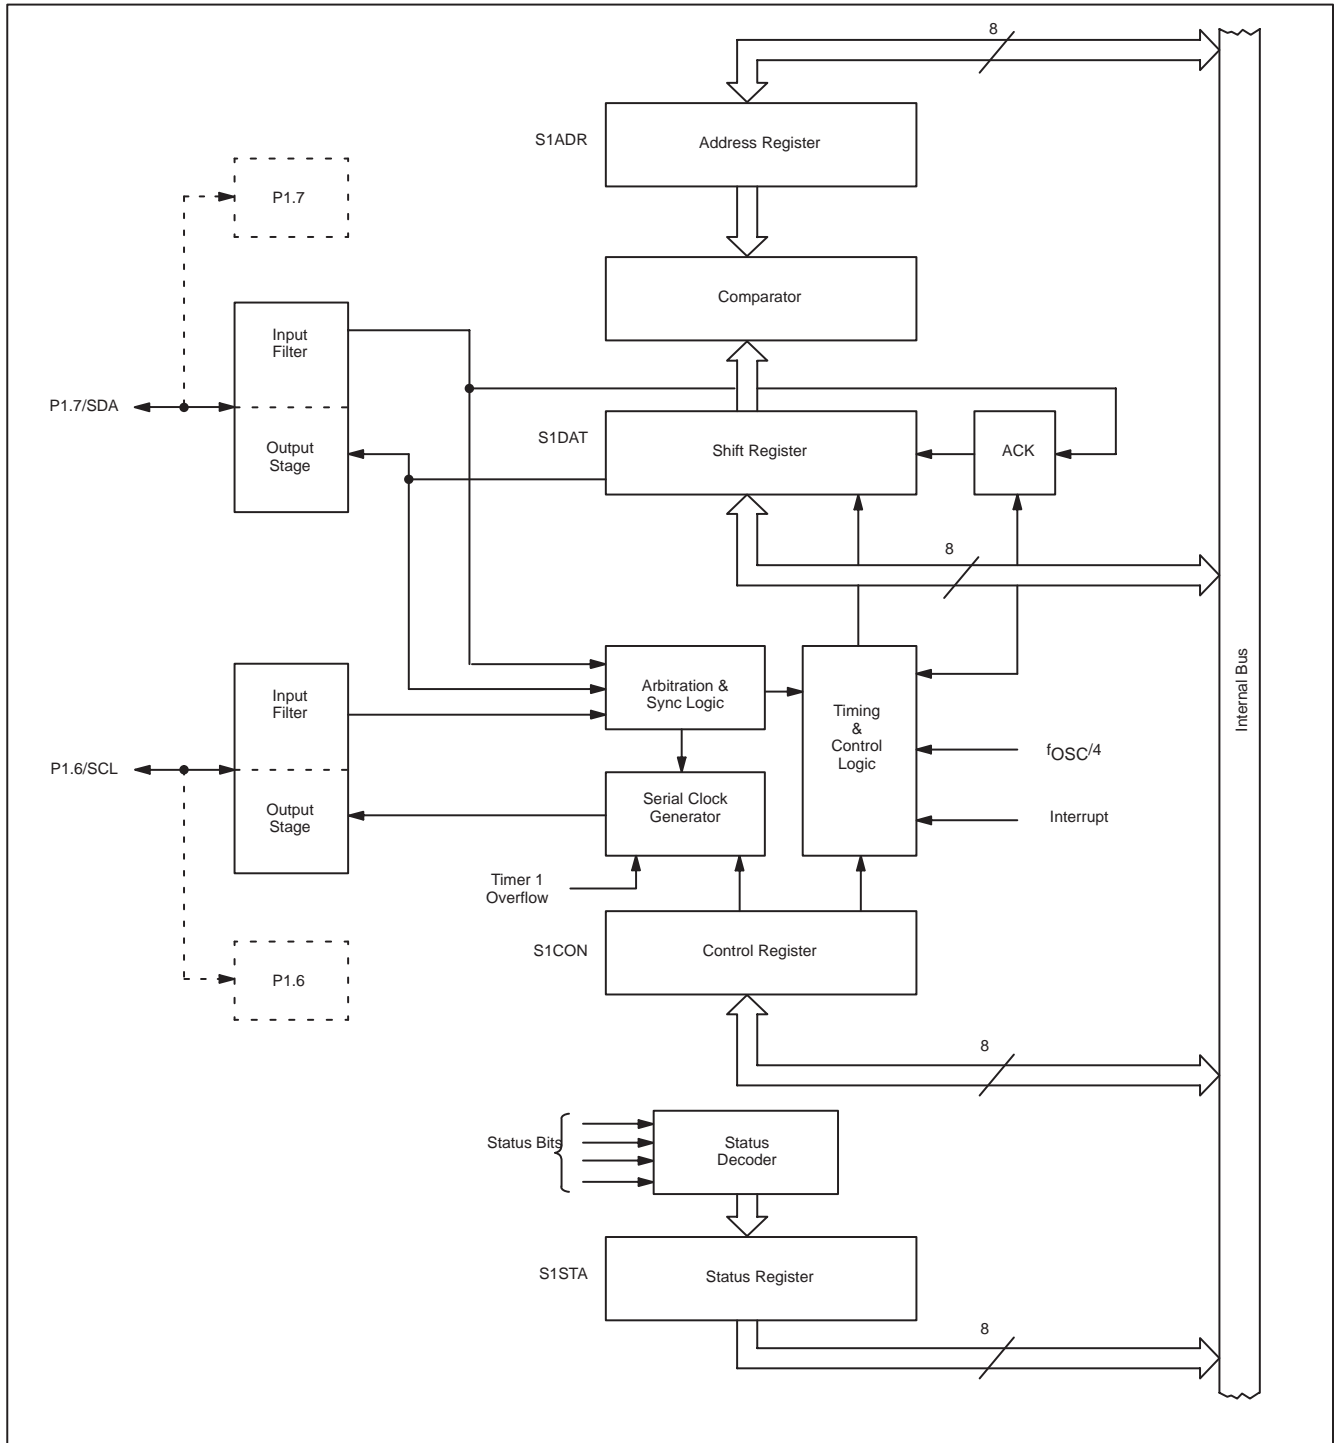 8
S1ADR
Address Register
P1.7
Comparator
Input
Filter
P1.7/SDA
Output
Stage
S1DAT
Shift Register
ACK
8
Internal Bus
Input
Filter
Arbitration &
Sync Logic
Timing
&
Control
Logic
fOSC/4
P1.6/SCL
Output
Stage
Serial Clock
Generator
Interrupt
Timer 1
Overflow
S1CON
Control Register
P1.6
8
Status Bits
Status
Decoder
S1STA
Status Register
8